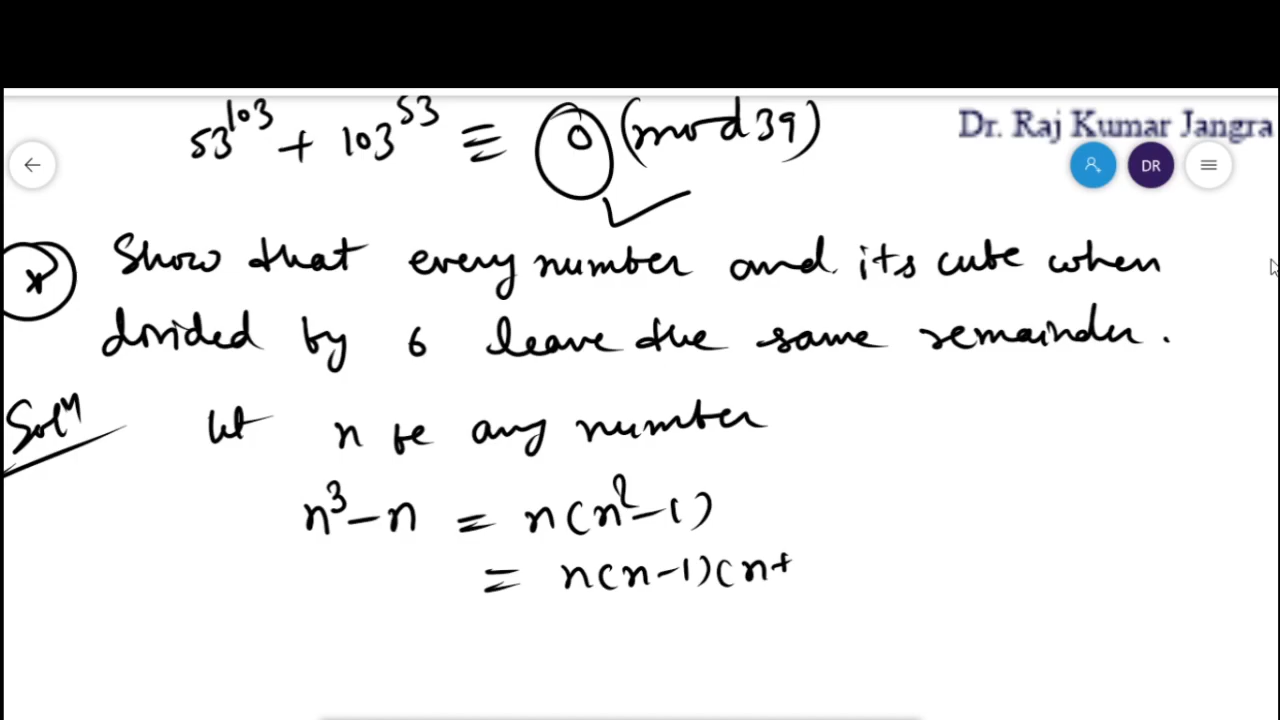 53^103 + 103^53 ≡ 0 (mod 39)
Dr. Raj Kumar Jangra
DR
* Show that every number and its cube when
divided by 6 leave the same remainder.
Solⁿ let n be any number
n³-n = n(n²-1)
= n(n-1)(n+